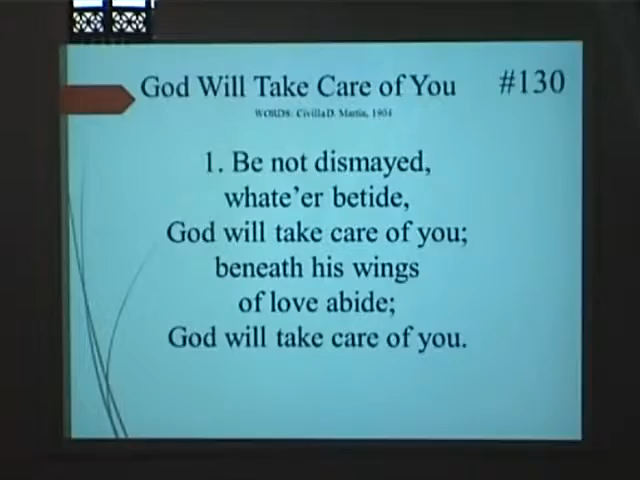 God Will Take Care of You #130
WORDS: Civilla D. Martin, 1904
1. Be not dismayed,
whate'er betide,
God will take care of you;
beneath his wings
of love abide;
God will take care of you.